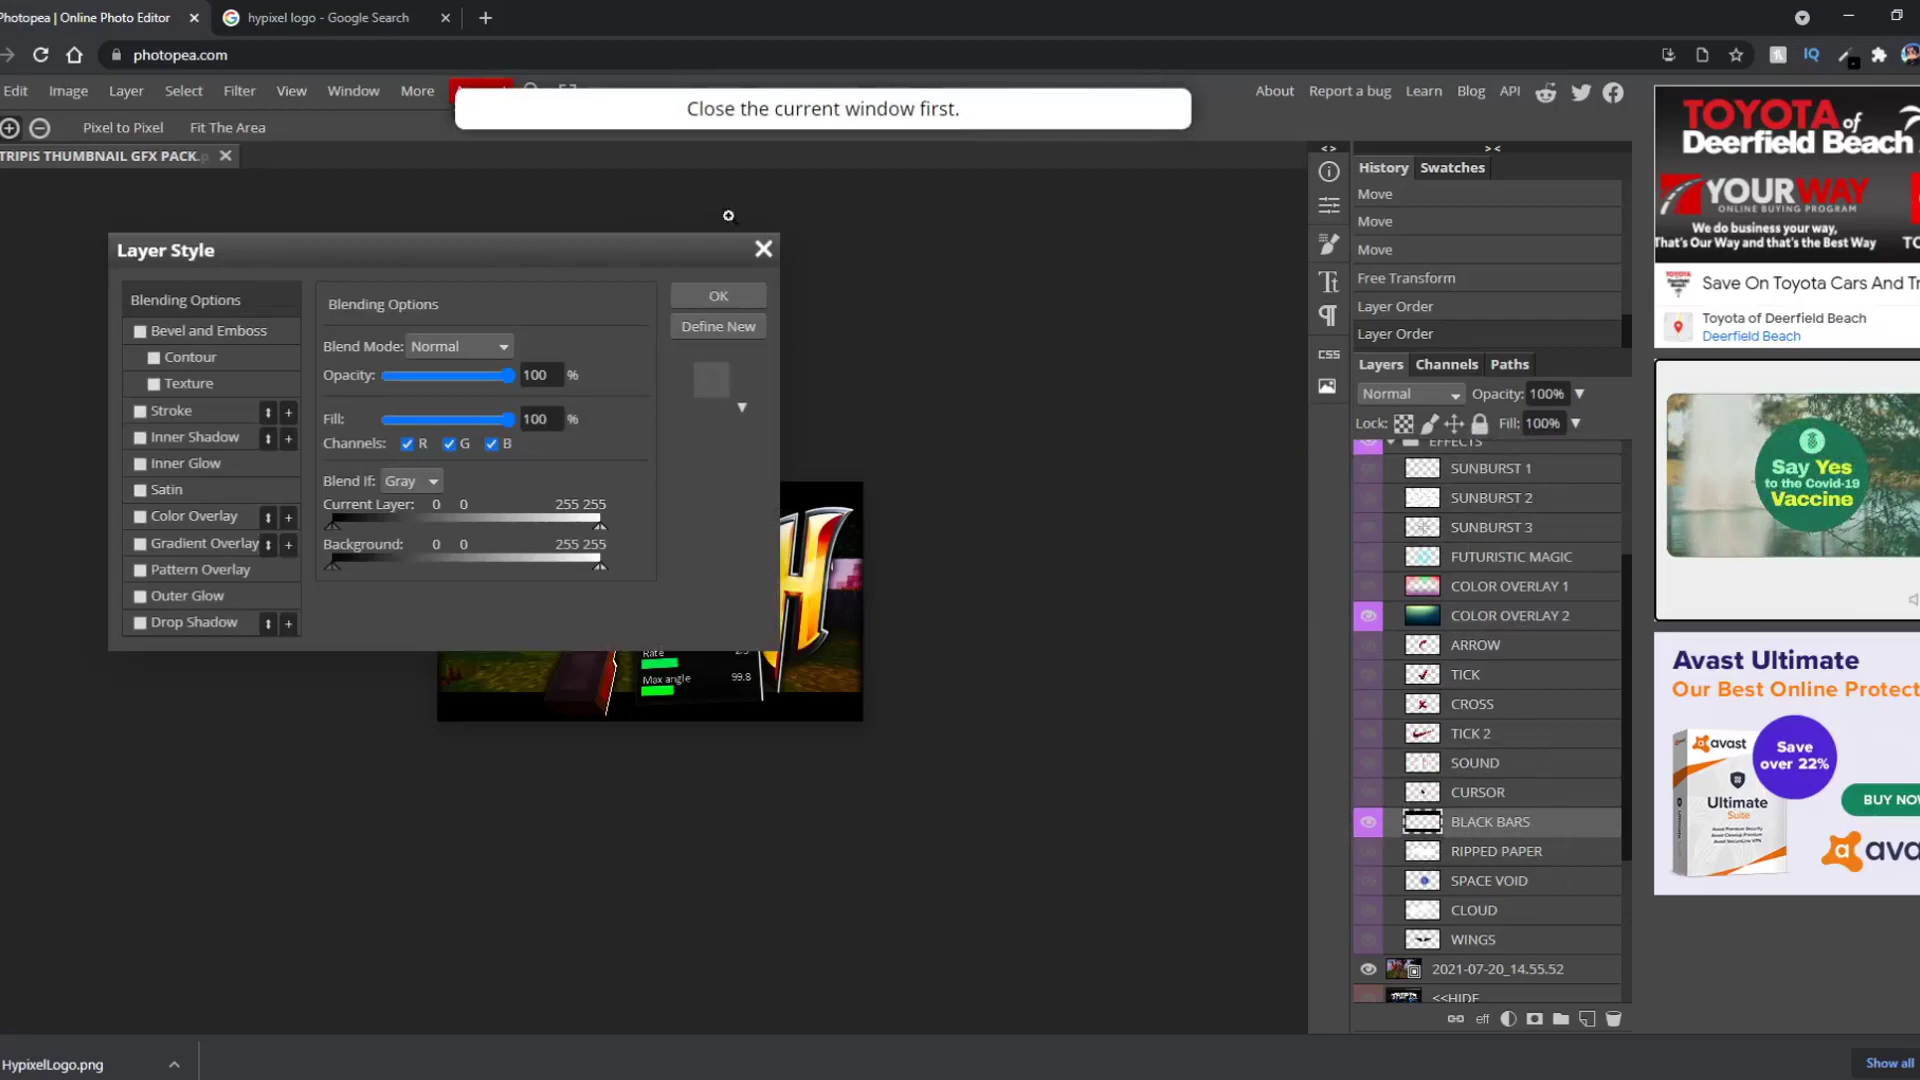 Photopea | Online Photo Editor
hypixel logo - Google Search
photopea.com
Edit Image Layer Select Filter View Window More
Close the current window first.
About Report a bug Learn Blog API
Pixel to Pixel Fit The Area
TRIPIS THUMBNAIL GFX PACK.p
Layer Style
Blending Options
Bevel and Emboss
Contour
Texture
Stroke
Inner Shadow
Inner Glow
Satin
Color Overlay
Gradient Overlay
Pattern Overlay
Outer Glow
Drop Shadow
Blending Options
Blend Mode: Normal
Opacity: 100 %
Fill: 100 %
Channels: R G B
Blend If: Gray
Current Layer: 0 0 255 255
Background: 0 0 255 255
OK
Define New
H
Rate
Max angle 99.8
CSS
History Swatches
Move
Move
Move
Free Transform
Layer Order
Layer Order
Layers Channels Paths
Normal Opacity: 100%
Lock: Fill: 100%
EFFECTS
SUNBURST 1
SUNBURST 2
SUNBURST 3
FUTURISTIC MAGIC
COLOR OVERLAY 1
COLOR OVERLAY 2
ARROW
TICK
CROSS
TICK 2
SOUND
CURSOR
BLACK BARS
RIPPED PAPER
SPACE VOID
CLOUD
WINGS
2021-07-20_14.55.52
<<HIDE
eff
TOYOTA of
Deerfield Beach
YOURWAY
ONLINE BUYING PROGRAM
We do business your way,
That's Our Way and that's the Best Way
Save On Toyota Cars And Tr
Toyota of Deerfield Beach
Deerfield Beach
Say Yes
to the Covid-19
Vaccine
Avast Ultimate
Our Best Online Protect
avast
Ultimate
Suite
Save
over 22%
BUY NOW
avas
HypixelLogo.png
Show all